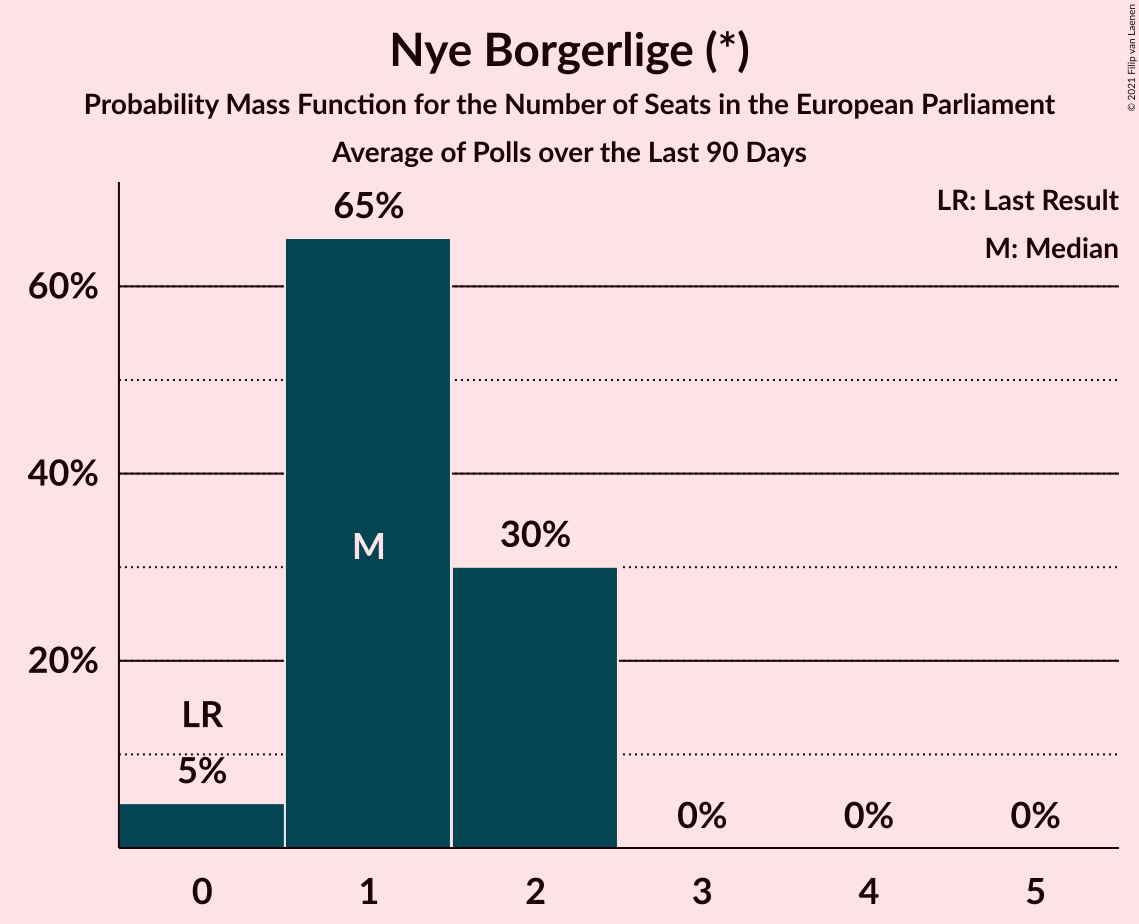 Nye Borgerlige (*)
Probability Mass Function for the Number of Seats in the European Parliament
Average of Polls over the Last 90 Days
© 2021 Filip van Laenen
LR: Last Result
M: Median
65%
60%
40%
30%
M
20%
LR
5%
0%
0%
0%
0
1
2
3
4
5